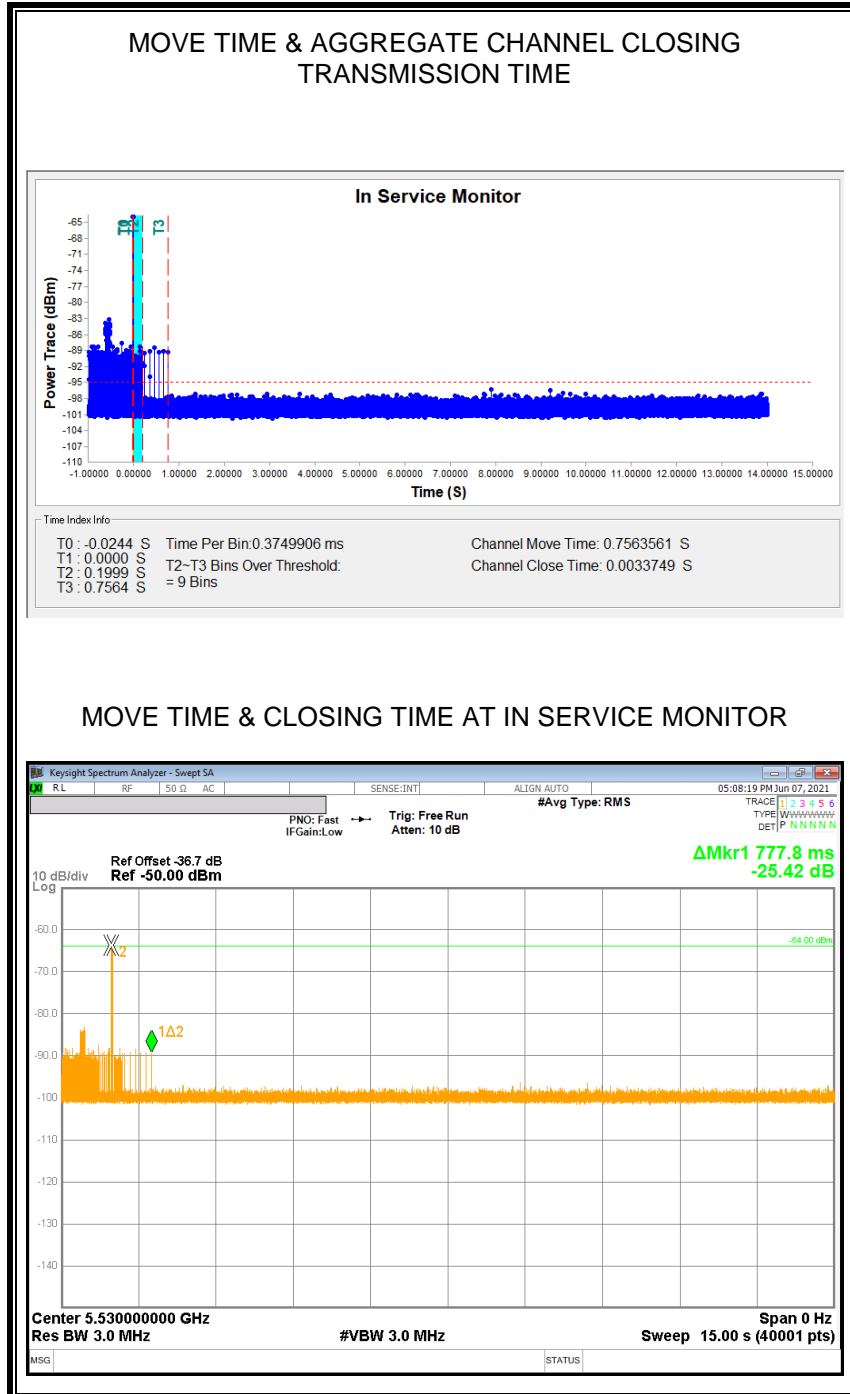 MOVE TIME & AGGREGATE CHANNEL CLOSING
TRANSMISSION TIME
In Service Monitor
T2
T3
Power Trace (dBm)
-65
-68
-71
-74
-77
-80
-83
-86
-89
-92
-95
-98
-101
-104
-107
-110
-1.00000 0.00000 1.00000 2.00000 3.00000 4.00000 5.00000 6.00000 7.00000 8.00000 9.00000 10.00000 11.00000 12.00000 13.00000 14.00000 15.00000
Time (S)
Time Index Info
T0 : -0.0244 S
T1 : 0.0000 S
T2 : 0.1999 S
T3 : 0.7564 S
Time Per Bin:0.3749906 ms
T2~T3 Bins Over Threshold:
= 9 Bins
Channel Move Time: 0.7563561 S
Channel Close Time: 0.0033749 S
MOVE TIME & CLOSING TIME AT IN SERVICE MONITOR
Keysight Spectrum Analyzer - Swept SA
LXI RL RF 50 Ω AC SENSE:INT ALIGN AUTO 05:08:19 PM Jun 07, 2021
PNO: Fast
IFGain:Low
Trig: Free Run
Atten: 10 dB
#Avg Type: RMS
TRACE 1 2 3 4 5 6
TYPE WWWWWW
DET P N N N N N
ΔMkr1 777.8 ms
-25.42 dB
Ref Offset -36.7 dB
Ref -50.00 dBm
10 dB/div
Log
-60.0
-70.0
-80.0
-90.0
-100
-110
-120
-130
-140
-64.00 dBm
2
1Δ2
Center 5.530000000 GHz
Res BW 3.0 MHz
#VBW 3.0 MHz
Span 0 Hz
Sweep 15.00 s (40001 pts)
MSG
STATUS